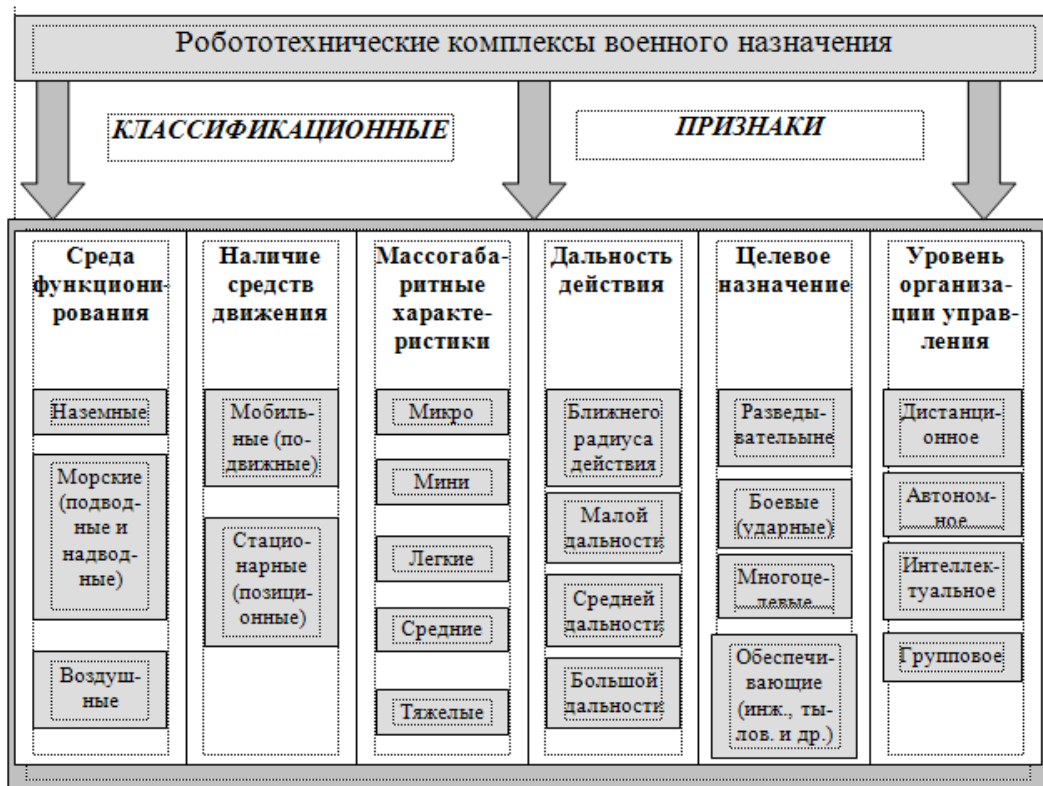 Робототехнические комплексы военного назначения
КЛАССИФИКАЦИОННЫЕ
ПРИЗНАКИ
Среда
функциони-
рования
Наземные
Морские
(подвод-
ные и
надвод-
ные)
Воздуш-
ные
Наличие
средств
движения
Мобиль-
ные (по-
движные)
Стацио-
нарные
(позици-
онные)
Массогаба-
ритные
характе-
ристики
Микро
Мини
Легкие
Средние
Тяжелые
Дальность
действия
Ближнего
радиуса
действия
Малой
дальности
Средней
дальности
Большой
дальности
Целевое
назначение
Разведы-
вательыне
Боевые
(ударные)
Многоце-
левые
Обеспечи-
вающие
(инж., ты-
лов. и др.)
Уровень
организа-
ции управ-
ления
Дистанци-
онное
Автоном-
ное
Интеллек-
туальное
Групповое